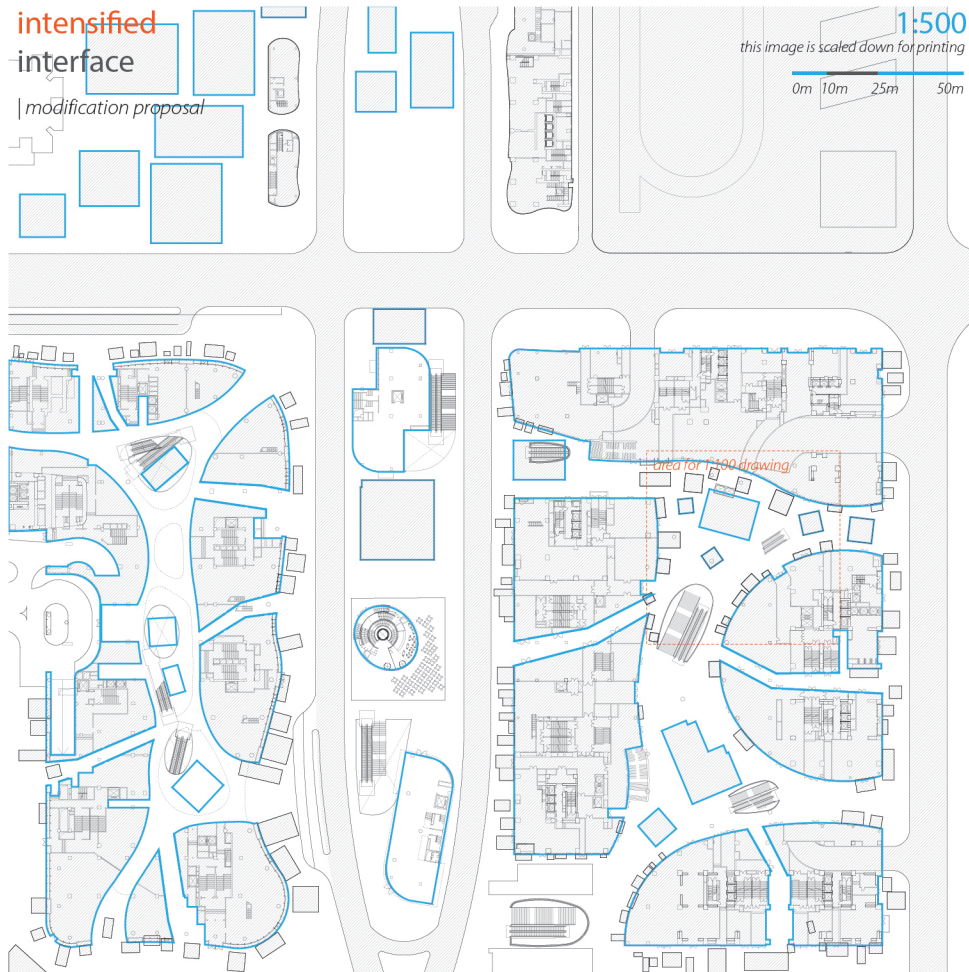 intensified
interface
|modification proposal
1:500
this image is scaled down for printing
0m 10m 25m 50m
area for 1:100 drawing